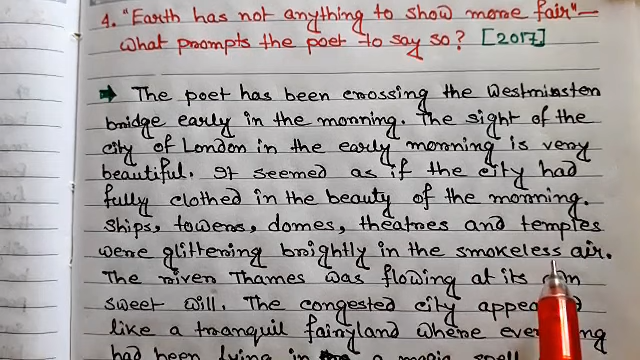 4. "Earth has not anything to show more fair"—
what prompts the poet to say so? [2017]
→ The poet has been crossing the Westminsten
bridge early in the morning. The sight of the
city of London in the early morning is very
beautiful. It seemed as if the city had
fully clothed in the beauty of the morning.
Ships, towers, domes, theatres and temples
were glittering brightly in the smokeless air.
The river Thames was flowing at its
sweet will. The congested city
like a tranquil fairyland where
had been lying in a magic spell